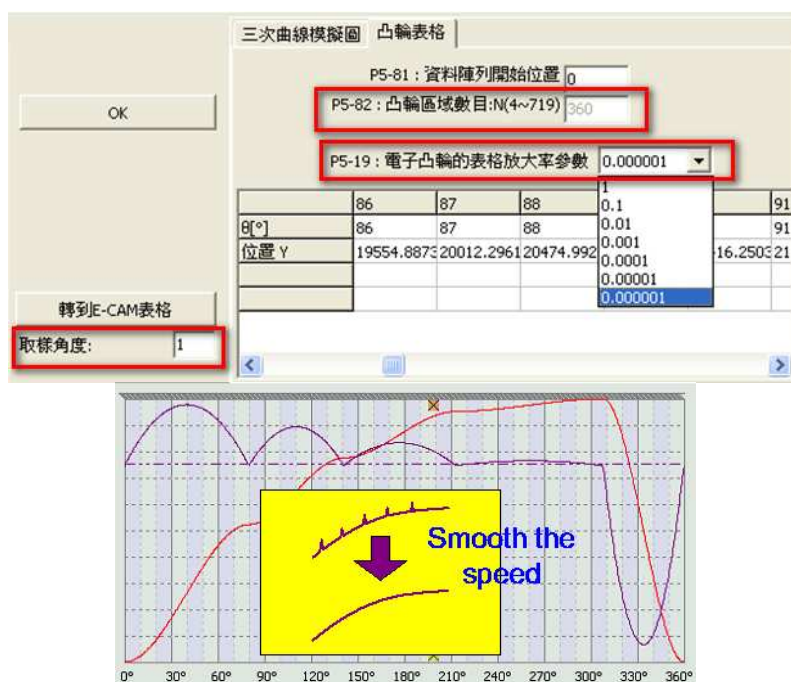 三次曲線模擬圖 凸輪表格
P5-81：資料陣列開始位置 0
OK
P5-82：凸輪區域數目:N(4~719) 360
P5-19：電子凸輪的表格放大率參數 0.000001
86 87 88 1 91
0.1
θ[°] 86 87 88 0.01 91
位置 Y 19554.8873 20012.2961 20474.992 0.001 16.2503 21
0.0001
0.00001
0.000001
轉到E-CAM表格
取樣角度: 1
Smooth the
speed
0° 30° 60° 90° 120° 150° 180° 210° 240° 270° 300° 330° 360°